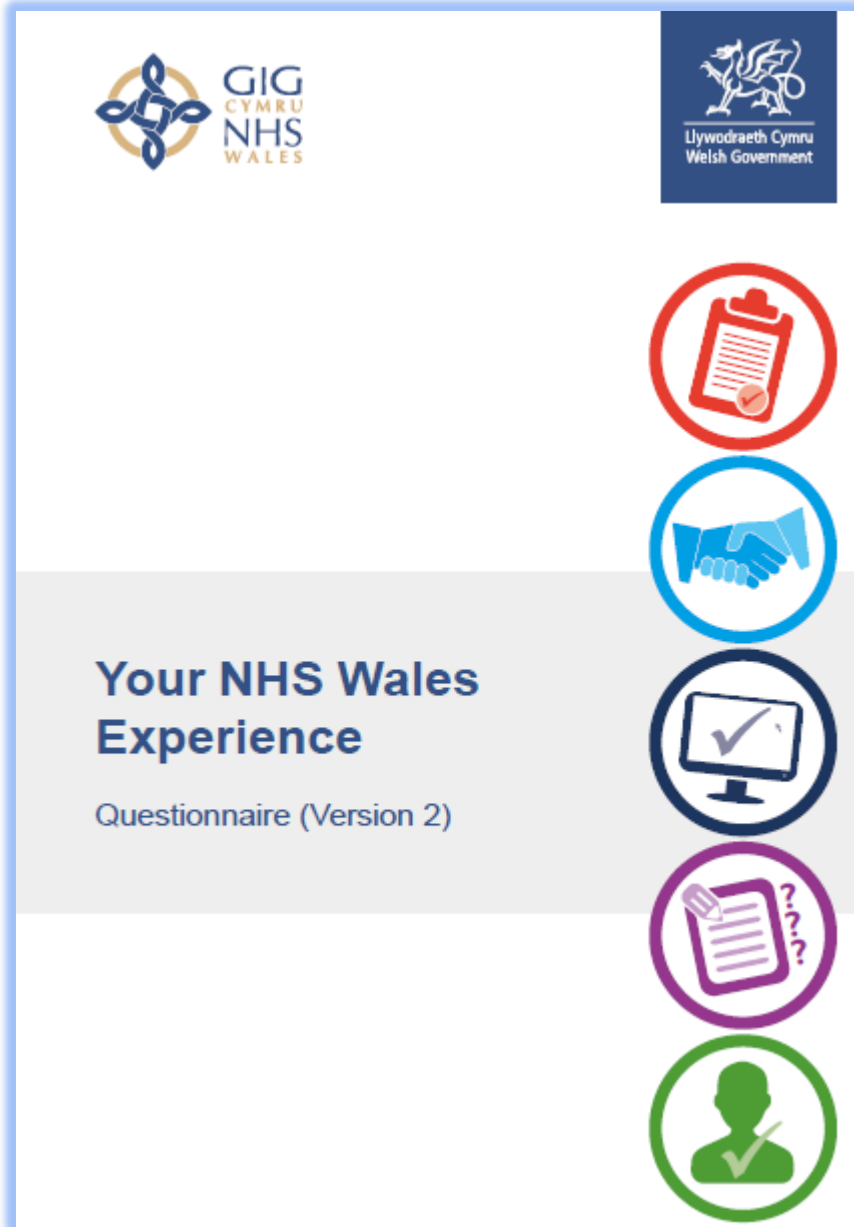 GIG
CYMRU
NHS
WALES
Llywodraeth Cymru
Welsh Government
Your NHS Wales
Experience
Questionnaire (Version 2)
?
?
?